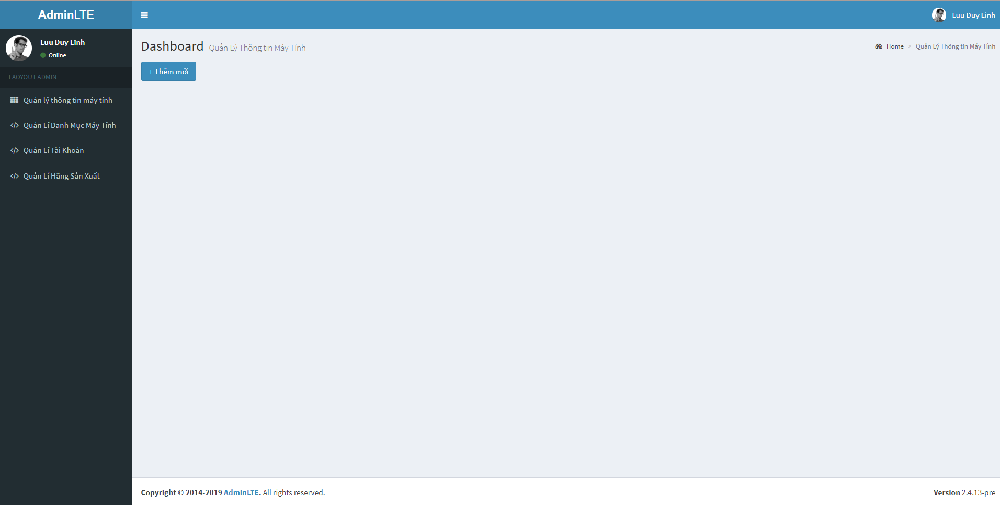 AdminLTE
Luu Duy Linh
Luu Duy Linh
Online
LAOYOUT ADMIN
Quản lý thông tin máy tính
Quản Lí Danh Mục Máy Tính
Quản Lí Tài Khoản
Quản Lí Hãng Sản Xuất
Dashboard Quản Lý Thông tin Máy Tính
Home > Quản Lý Thông tin Máy Tính
+ Thêm mới
Copyright © 2014-2019 AdminLTE. All rights reserved.
Version 2.4.13-pre